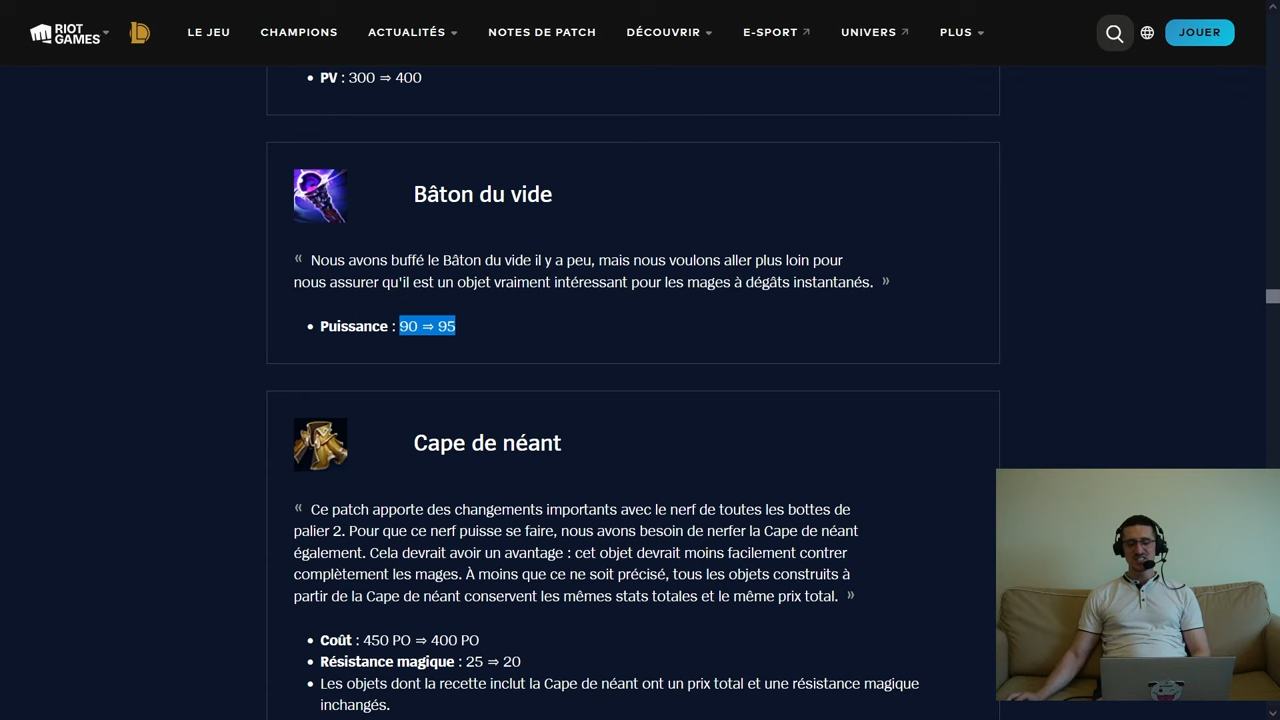 RIOT GAMES
LE JEU CHAMPIONS ACTUALITÉS NOTES DE PATCH DÉCOUVRIR E-SPORT UNIVERS PLUS JOUER
• PV : 300 ⇒ 400
Bâton du vide
« Nous avons buffé le Bâton du vide il y a peu, mais nous voulons aller plus loin pour
nous assurer qu'il est un objet vraiment intéressant pour les mages à dégâts instantanés. »
• Puissance : 90 ⇒ 95
Cape de néant
« Ce patch apporte des changements importants avec le nerf de toutes les bottes de
palier 2. Pour que ce nerf puisse se faire, nous avons besoin de nerfer la Cape de néant
également. Cela devrait avoir un avantage : cet objet devrait moins facilement contrer
complètement les mages. À moins que ce ne soit précisé, tous les objets construits à
partir de la Cape de néant conservent les mêmes stats totales et le même prix total. »
• Coût : 450 PO ⇒ 400 PO
• Résistance magique : 25 ⇒ 20
• Les objets dont la recette inclut la Cape de néant ont un prix total et une résistance magique
inchangés.